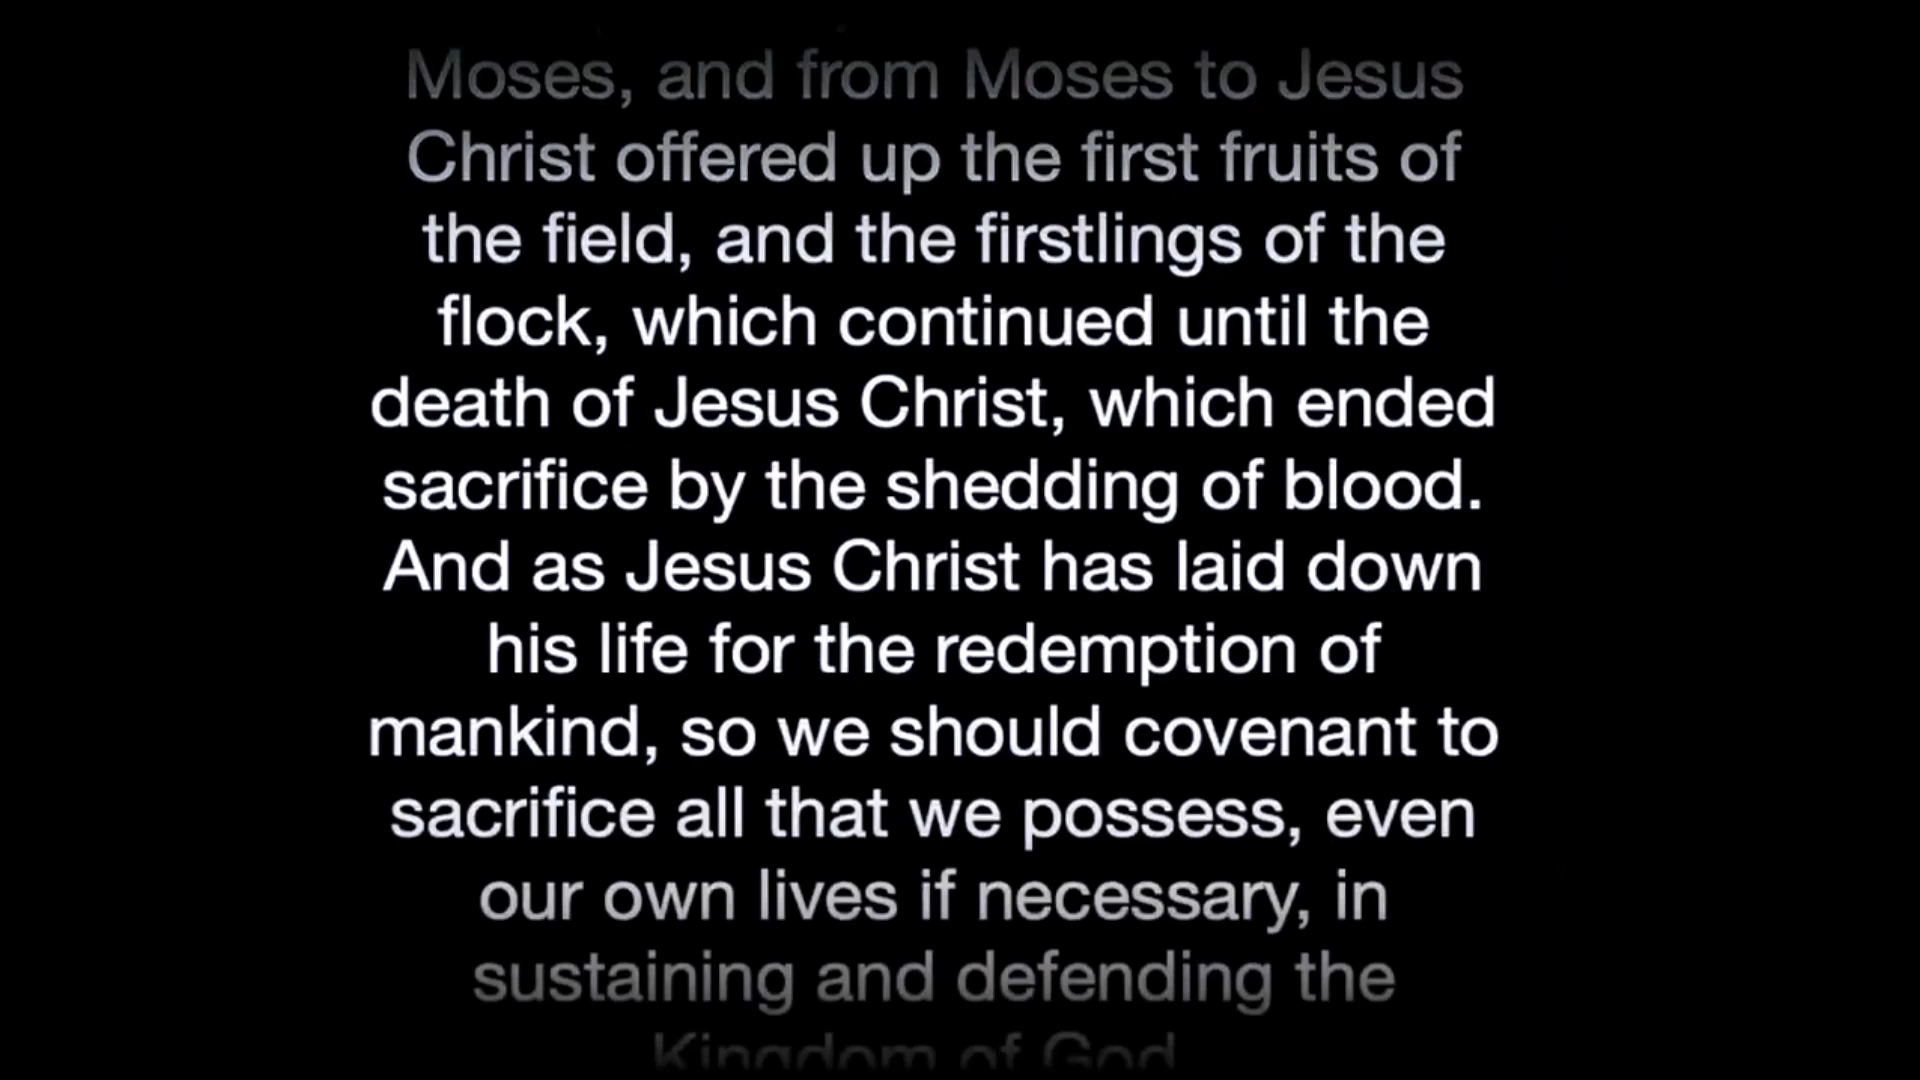 Moses, and from Moses to Jesus
Christ offered up the first fruits of
the field, and the firstlings of the
flock, which continued until the
death of Jesus Christ, which ended
sacrifice by the shedding of blood.
And as Jesus Christ has laid down
his life for the redemption of
mankind, so we should covenant to
sacrifice all that we possess, even
our own lives if necessary, in
sustaining and defending the
Kingdom of God